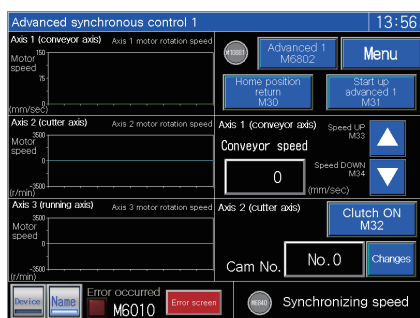 Advanced synchronous control 1
13:56
Axis 1 (conveyor axis) Axis 1 motor rotation speed
Motor
speed
150
75
(mm/sec)
M10881
Advanced 1
M6802
Menu
Home position
return
M30
Start up
advanced 1
M31
Axis 2 (cutter axis) Axis 2 motor rotation speed
Motor
speed
3500
0
-3500
(r/min)
Axis 1 (conveyor axis)
Speed UP
M33
Conveyor speed
Speed DOWN
M34
0
(mm/sec)
Axis 3 (running axis) Axis 3 motor rotation speed
Motor
speed
3500
0
-3500
(r/min)
Axis 2 (cutter axis)
Clutch ON
M32
Cam No.
No.0
Changes
Device
Name
Error occurred
M6010
Error screen
M6840
Synchronizing speed